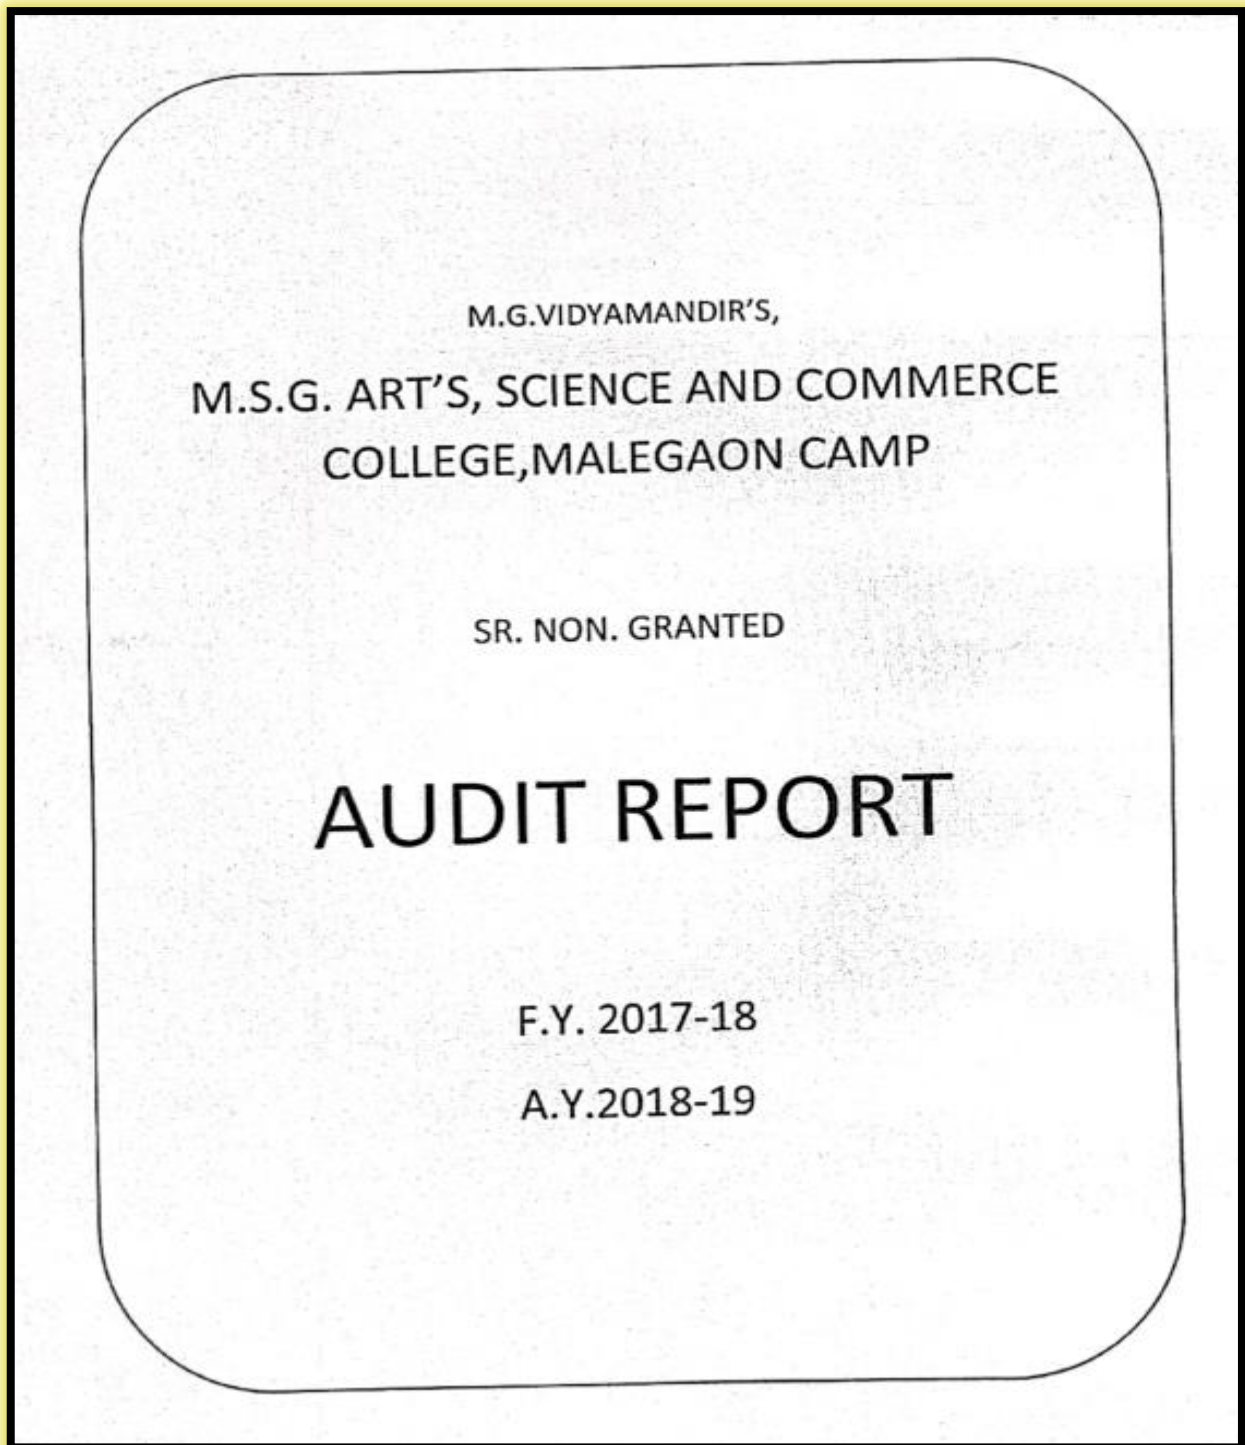 M.G.VIDYAMANDIR'S,
M.S.G. ART'S, SCIENCE AND COMMERCE
COLLEGE,MALEGAON CAMP
SR. NON. GRANTED
AUDIT REPORT
F.Y. 2017-18
A.Y.2018-19